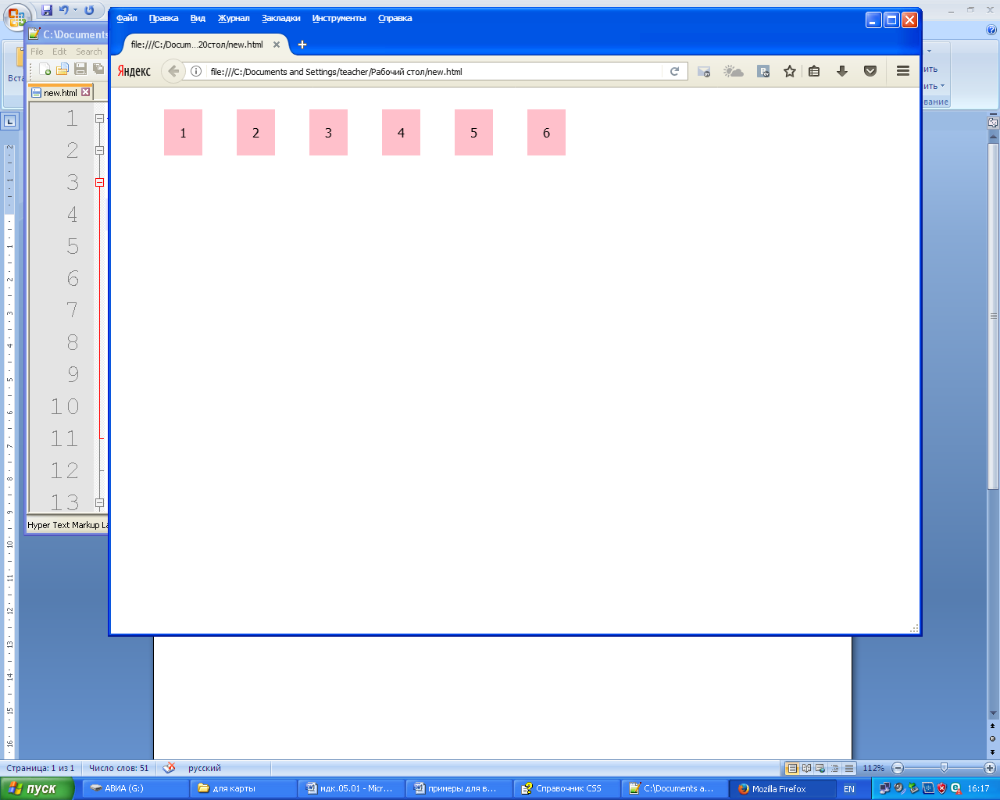 Файл Правка Вид Журнал Закладки Инструменты Справка
C:\Documents
file:///C:/Docum...20стол/new.html
File Edit Search
Яндекс
file:///C:/Documents and Settings/teacher/Рабочий стол/new.html
Вста
ить
ить
вание
new.html
1 2 3 4 5 6
1
2
3
4
5
6
7
8
9
10
11
12
13
Hyper Text Markup La
Страница: 1 из 1 Число слов: 51 русский 112%
пуск АВИА (G:) для карты мдк.05.01 - Micr... примеры для в... Справочник CSS C:\Documents a... Mozilla Firefox EN 16:17